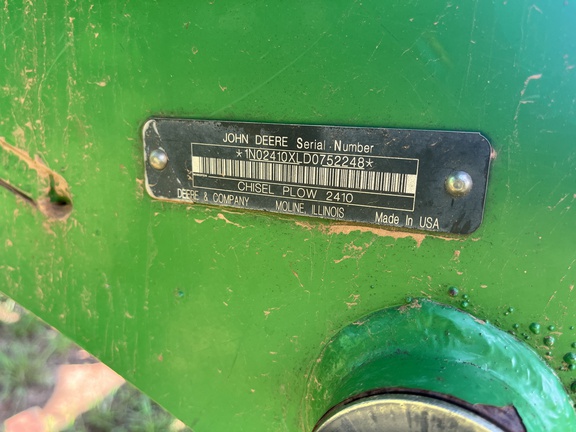 JOHN DEERE Serial Number
*1N02410XLD0752248*
CHISEL PLOW 2410
DEERE & COMPANY MOLINE, ILLINOIS Made In USA